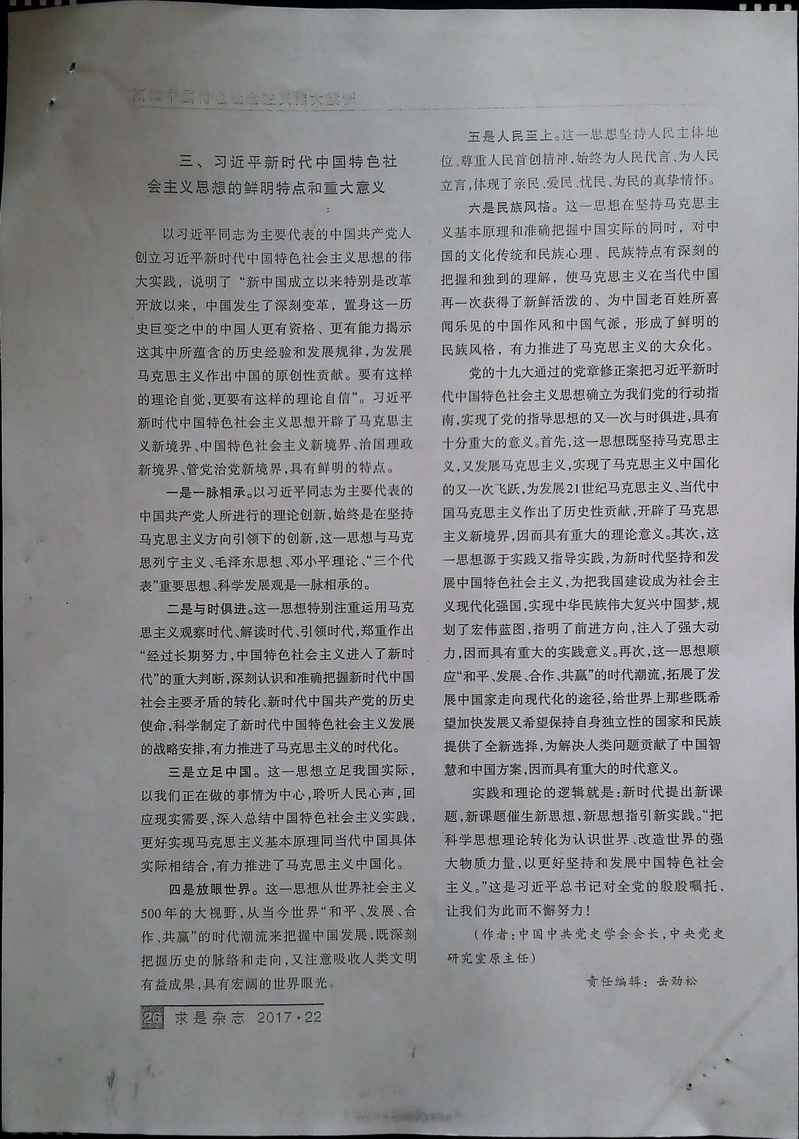 三、习近平新时代中国特色社
会主义思想的鲜明特点和重大意义
以习近平同志为主要代表的中国共产党人
创立习近平新时代中国特色社会主义思想的伟
大实践，说明了“新中国成立以来特别是改革
开放以来，中国发生了深刻变革，置身这一历
史巨变之中的中国人更有资格、更有能力揭示
这其中所蕴含的历史经验和发展规律，为发展
马克思主义作出中国的原创性贡献。要有这样
的理论自觉，更要有这样的理论自信”。习近平
新时代中国特色社会主义思想开辟了马克思主
义新境界、中国特色社会主义新境界、治国理政
新境界、管党治党新境界，具有鲜明的特点。
一是一脉相承。以习近平同志为主要代表的
中国共产党人所进行的理论创新，始终是在坚持
马克思主义方向引领下的创新，这一思想与马克
思列宁主义、毛泽东思想、邓小平理论、“三个代
表”重要思想、科学发展观是一脉相承的。
二是与时俱进。这一思想特别注重运用马克
思主义观察时代、解读时代、引领时代，郑重作出
“经过长期努力，中国特色社会主义进入了新时
代”的重大判断，深刻认识和准确把握新时代中国
社会主要矛盾的转化、新时代中国共产党的历史
使命，科学制定了新时代中国特色社会主义发展
的战略安排，有力推进了马克思主义的时代化。
三是立足中国。这一思想立足我国实际，
以我们正在做的事情为中心，聆听人民心声，回
应现实需要，深入总结中国特色社会主义实践，
更好实现马克思主义基本原理同当代中国具体
实际相结合，有力推进了马克思主义中国化。
四是放眼世界。这一思想从世界社会主义
500年的大视野，从当今世界“和平、发展、合
作、共赢”的时代潮流来把握中国发展，既深刻
把握历史的脉络和走向，又注意吸收人类文明
有益成果，具有宏阔的世界眼光。
五是人民至上。这一思想坚持人民主体地
位、尊重人民首创精神，始终为人民代言、为人民
立言，体现了亲民、爱民、忧民、为民的真挚情怀。
六是民族风格。这一思想在坚持马克思主
义基本原理和准确把握中国实际的同时，对中
国的文化传统和民族心理、民族特点有深刻的
把握和独到的理解，使马克思主义在当代中国
再一次获得了新鲜活泼的、为中国老百姓所喜
闻乐见的中国作风和中国气派，形成了鲜明的
民族风格，有力推进了马克思主义的大众化。
党的十九大通过的党章修正案把习近平新时
代中国特色社会主义思想确立为我们党的行动指
南，实现了党的指导思想的又一次与时俱进，具有
十分重大的意义。首先，这一思想既坚持马克思主
义，又发展马克思主义，实现了马克思主义中国化
的又一次飞跃，为发展21世纪马克思主义、当代中
国马克思主义作出了历史性贡献，开辟了马克思
主义新境界，因而具有重大的理论意义。其次，这
一思想源于实践又指导实践，为新时代坚持和发
展中国特色社会主义，为把我国建设成为社会主
义现代化强国，实现中华民族伟大复兴中国梦，规
划了宏伟蓝图，指明了前进方向，注入了强大动
力，因而具有重大的实践意义。再次，这一思想顺
应“和平、发展、合作、共赢”的时代潮流，拓展了发
展中国家走向现代化的途径，给世界上那些既希
望加快发展又希望保持自身独立性的国家和民族
提供了全新选择，为解决人类问题贡献了中国智
慧和中国方案，因而具有重大的时代意义。
实践和理论的逻辑就是：新时代提出新课
题，新课题催生新思想，新思想指引新实践。“把
科学思想理论转化为认识世界、改造世界的强
大物质力量，以更好坚持和发展中国特色社会
主义。”这是习近平总书记对全党的殷殷嘱托，
让我们为此而不懈努力！
（作者：中国中共党史学会会长，中央党史
研究室原主任）
责任编辑：岳劲松
26 求是杂志 2017·22